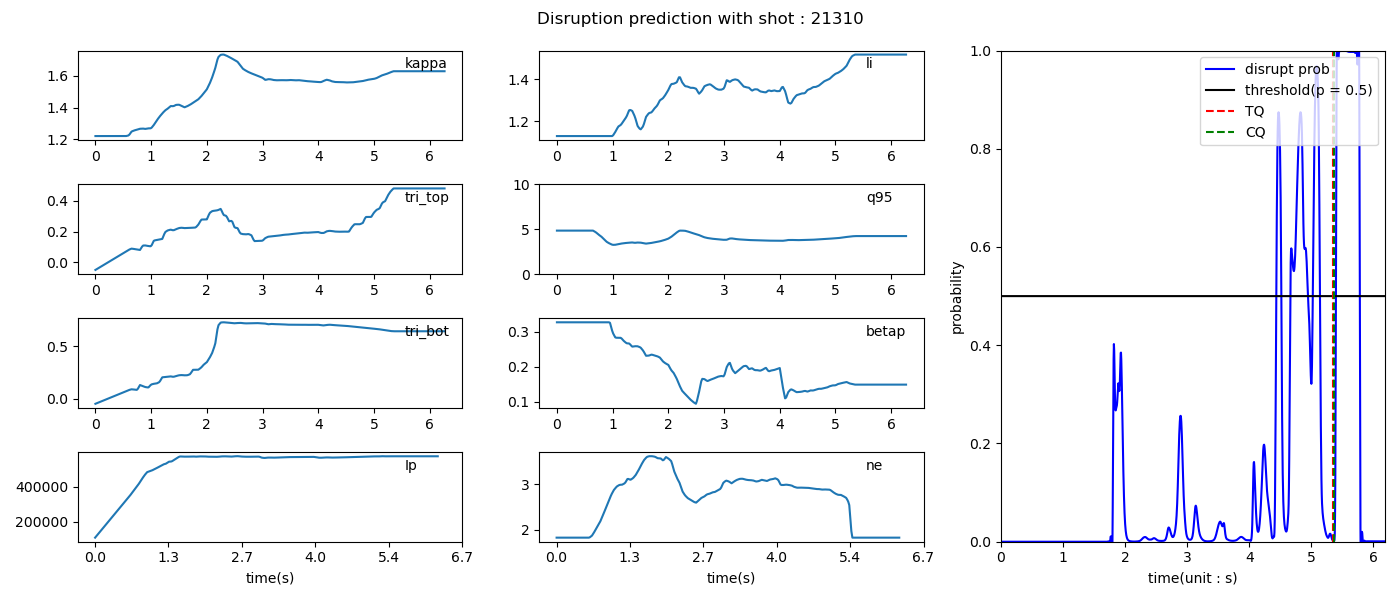 Disruption prediction with shot : 21310
kappa
1.6
1.4
1.2
0 1 2 3 4 5 6
li
1.4
1.2
0 1 2 3 4 5 6
tri_top
0.4
0.2
0.0
0 1 2 3 4 5 6
q95
10
5
0
0 1 2 3 4 5 6
tri_bot
0.5
0.0
0 1 2 3 4 5 6
betap
0.3
0.2
0.1
0 1 2 3 4 5 6
Ip
400000
200000
0.0 1.3 2.7 4.0 5.4 6.7
time(s)
ne
3
2
0.0 1.3 2.7 4.0 5.4 6.7
time(s)
disrupt prob
threshold(p = 0.5)
TQ
CQ
probability
1.0
0.8
0.6
0.4
0.2
0.0
0 1 2 3 4 5 6
time(unit : s)